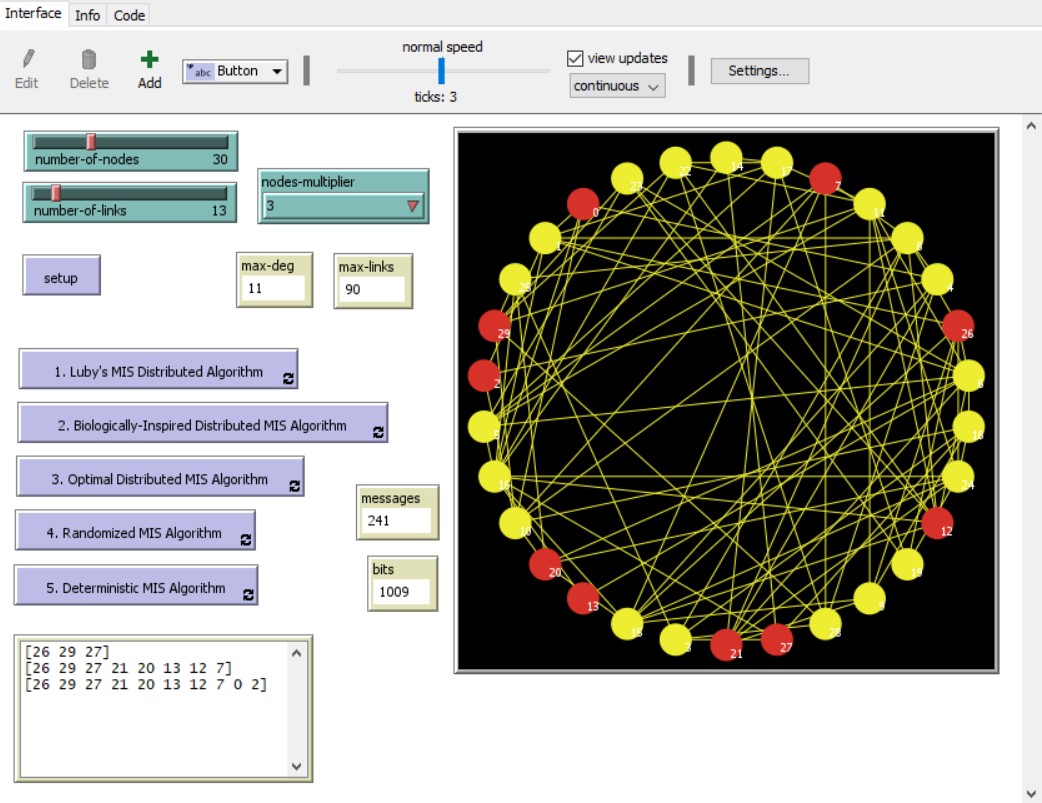 Interface Info Code
normal speed
view updates
Edit Delete Add
abc Button
continuous
Settings...
ticks: 3
number-of-nodes 30
number-of-links 13
nodes-multiplier
3
setup
max-deg
11
max-links
90
1. Luby's MIS Distributed Algorithm
2. Biologically-Inspired Distributed MIS Algorithm
3. Optimal Distributed MIS Algorithm
4. Randomized MIS Algorithm
5. Deterministic MIS Algorithm
messages
241
bits
1009
[26 29 27]
[26 29 27 21 20 13 12 7]
[26 29 27 21 20 13 12 7 0 2]
14
22
17
23
7
0
11
1
8
25
4
29
26
2
6
5
18
16
24
10
12
20
19
13
9
15
28
3
21
27